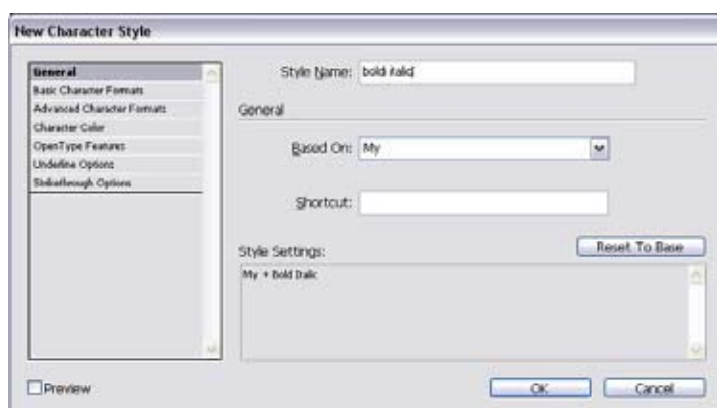 New Character Style
General
Basic Character Formats
Advanced Character Formats
Character Color
OpenType Features
Underline Options
Strikethrough Options
Style Name: bold italic
General
Based On: My
Shortcut:
Reset To Base
Style Settings:
My + Bold Italic
Preview
OK
Cancel